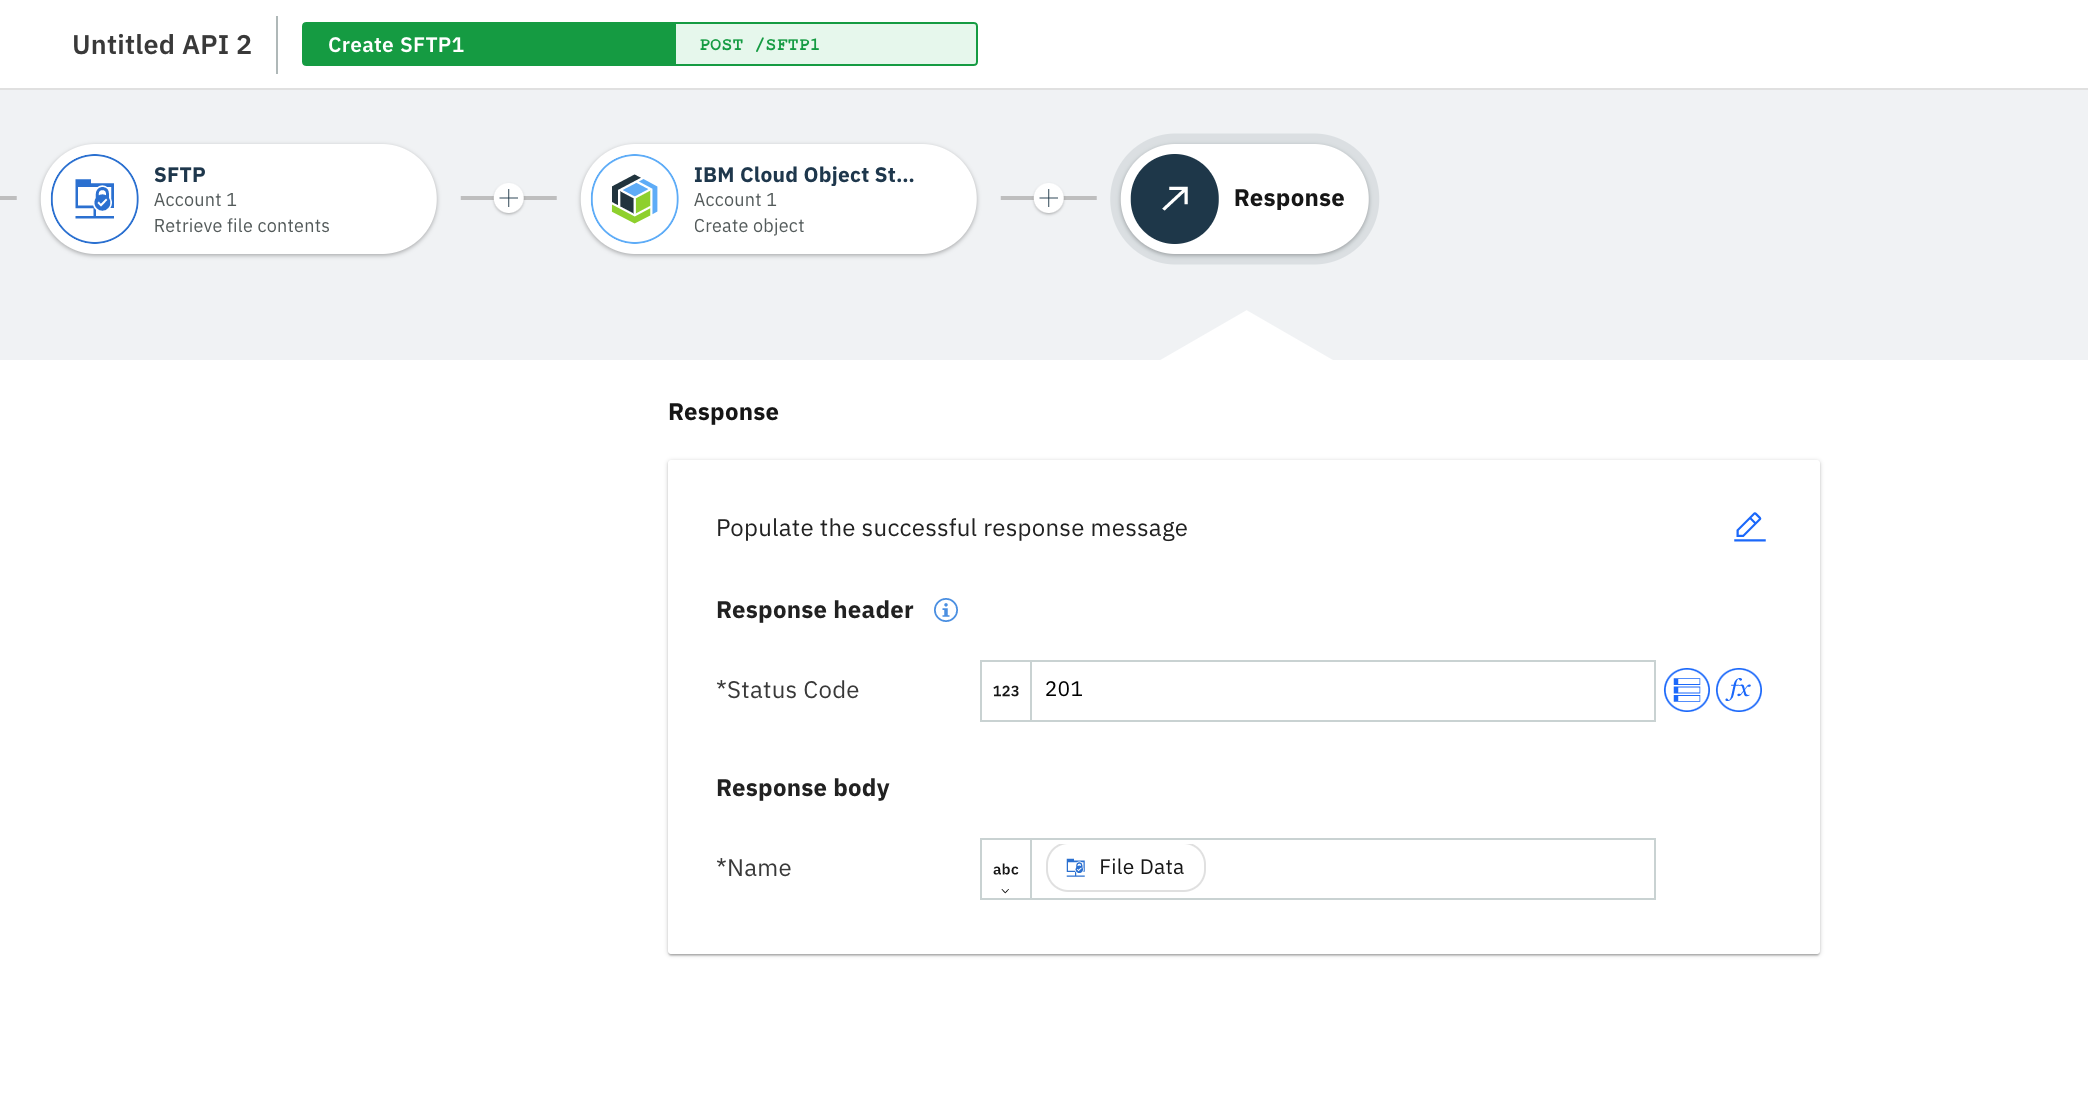 Untitled API 2
Create SFTP1
POST /SFTP1
SFTP
Account 1
Retrieve file contents
IBM Cloud Object St...
Account 1
Create object
Response
Response
Populate the successful response message
Response header
*Status Code
123
201
fx
Response body
*Name
abc
File Data